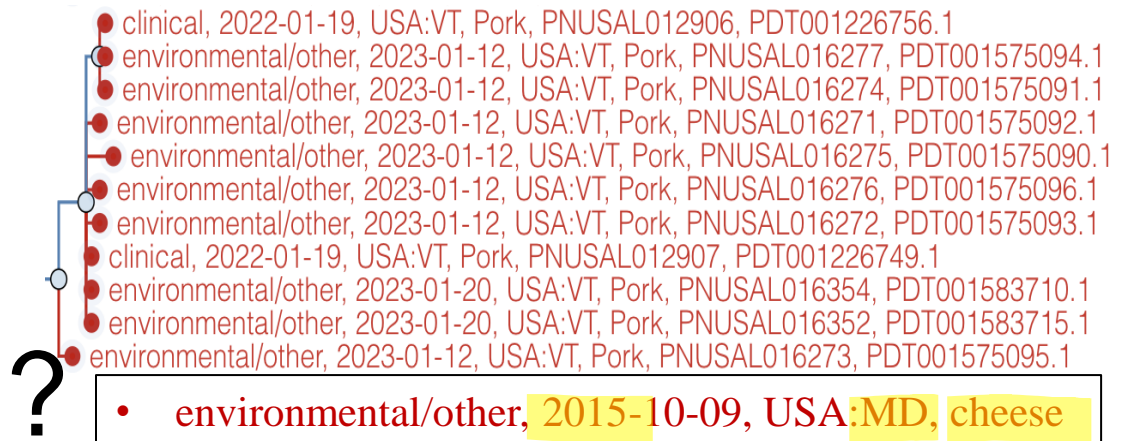 clinical, 2022-01-19, USA:VT, Pork, PNUSAL012906, PDT001226756.1
environmental/other, 2023-01-12, USA:VT, Pork, PNUSAL016277, PDT001575094.1
environmental/other, 2023-01-12, USA:VT, Pork, PNUSAL016274, PDT001575091.1
environmental/other, 2023-01-12, USA:VT, Pork, PNUSAL016271, PDT001575092.1
environmental/other, 2023-01-12, USA:VT, Pork, PNUSAL016275, PDT001575090.1
environmental/other, 2023-01-12, USA:VT, Pork, PNUSAL016276, PDT001575096.1
environmental/other, 2023-01-12, USA:VT, Pork, PNUSAL016272, PDT001575093.1
clinical, 2022-01-19, USA:VT, Pork, PNUSAL012907, PDT001226749.1
environmental/other, 2023-01-20, USA:VT, Pork, PNUSAL016354, PDT001583710.1
environmental/other, 2023-01-20, USA:VT, Pork, PNUSAL016352, PDT001583715.1
environmental/other, 2023-01-12, USA:VT, Pork, PNUSAL016273, PDT001575095.1
?
• environmental/other, 2015-10-09, USA:MD, cheese